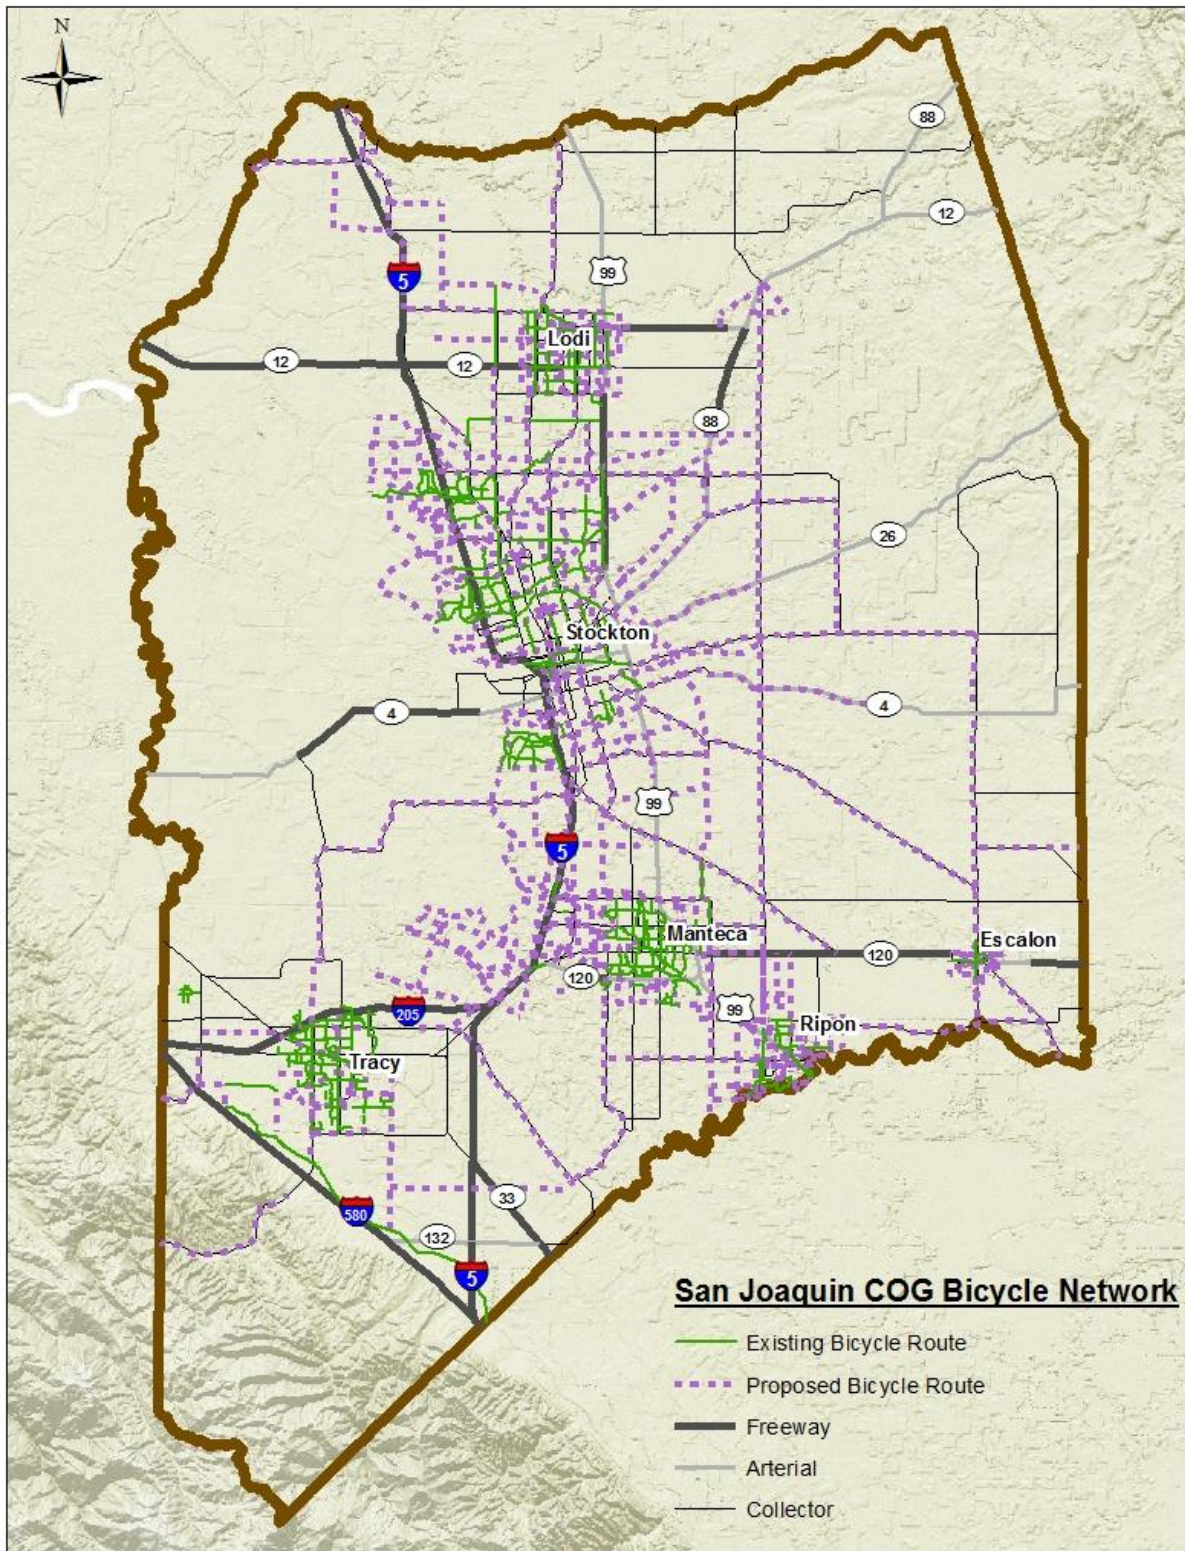 N
88
12
99
5
Lodi
12
12
88
26
Stockton
4
4
99
5
Manteca
Escalon
120
120
99
205
Ripon
Tracy
33
580
132
5
San Joaquin COG Bicycle Network
Existing Bicycle Route
Proposed Bicycle Route
Freeway
Arterial
Collector